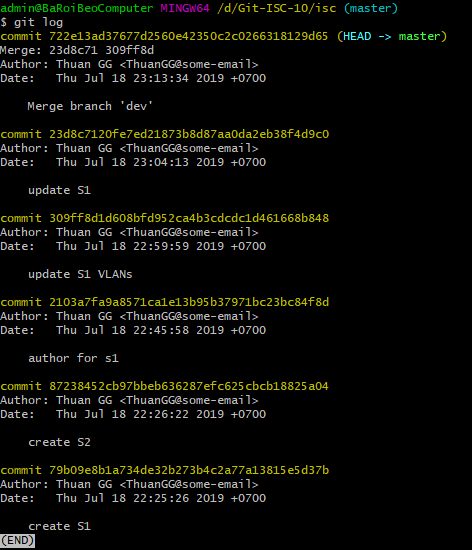 admin@BaRoiBeoComputer MINGW64 /d/Git-ISC-10/isc (master)
$ git log
commit 722e13ad37677d2560e42350c2c0266318129d65 (HEAD -> master)
Merge: 23d8c71 309ff8d
Author: Thuan GG <ThuanGG@some-email>
Date:   Thu Jul 18 23:13:34 2019 +0700

    Merge branch 'dev'

commit 23d8c7120fe7ed21873b8d87aa0da2eb38f4d9c0
Author: Thuan GG <ThuanGG@some-email>
Date:   Thu Jul 18 23:04:13 2019 +0700

    update S1

commit 309ff8d1d608bfd952ca4b3cdcdc1d461668b848
Author: Thuan GG <ThuanGG@some-email>
Date:   Thu Jul 18 22:59:59 2019 +0700

    update S1 VLANs

commit 2103a7fa9a8571ca1e13b95b37971bc23bc84f8d
Author: Thuan GG <ThuanGG@some-email>
Date:   Thu Jul 18 22:45:58 2019 +0700

    author for s1

commit 87238452cb97bbeb636287efc625cbcb18825a04
Author: Thuan GG <ThuanGG@some-email>
Date:   Thu Jul 18 22:26:22 2019 +0700

    create S2

commit 79b09e8b1a734de32b273b4c2a77a13815e5d37b
Author: Thuan GG <ThuanGG@some-email>
Date:   Thu Jul 18 22:25:26 2019 +0700

    create S1
(END)